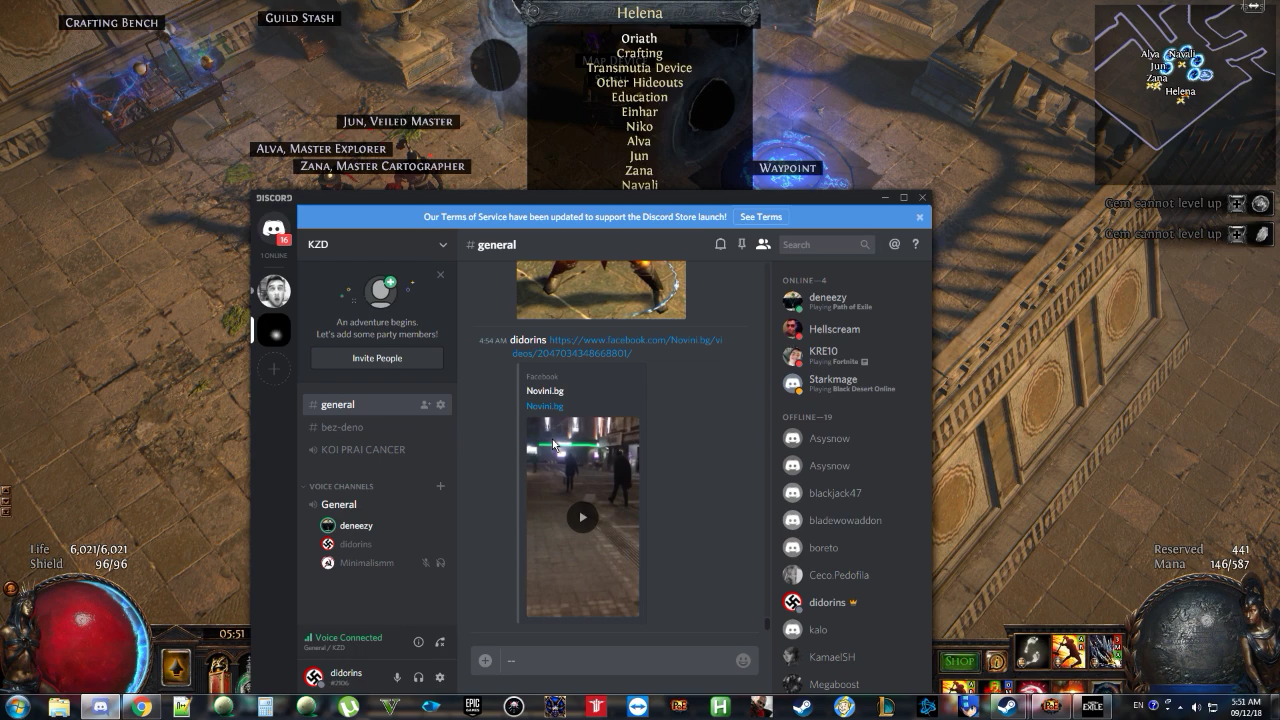 CRAFTING BENCH
GUILD STASH
Helena
Oriath
Crafting
MAP DEVICE
Transmutia Device
Other Hideouts
Education
Einhar
Niko
Alva
Jun
Zana
Navali
JUN, VEILED MASTER
ALVA, MASTER EXPLORER
ZANA, MASTER CARTOGRAPHER
WAYPOINT
Alva
Navali
Jun
Zana
Helena
Gem cannot level up
Gem cannot level up
DISCORD
Our Terms of Service have been updated to support the Discord Store launch!
See Terms
16
1 ONLINE
KZD
An adventure begins.
Let's add some party members!
Invite People
# general
# bez-deno
KOI PRAI CANCER
VOICE CHANNELS
General
deneezy
didorins
Minimalismm
Voice Connected
General / KZD
didorins
#2106
# general
Search
4:54 AM didorins https://www.facebook.com/Novini.bg/vi
deos/2047034348668801/
Facebook
Novini.bg
Novini.bg
--
ONLINE—4
deneezy
Playing Path of Exile
Hellscream
KRE10
Playing Fortnite
Starkmage
Playing Black Desert Online
OFFLINE—19
Asysnow
Asysnow
blackjack47
bladewowaddon
boreto
Ceco.Pedofila
didorins
kalo
KamaelSH
Megaboost
Life 6,021/6,021
Shield 96/96
05:51
Reserved 441
Mana 146/587
SHOP
EPIC
GAMES
PoE
PoE
EXILE
EN
5:51 AM
09/12/18